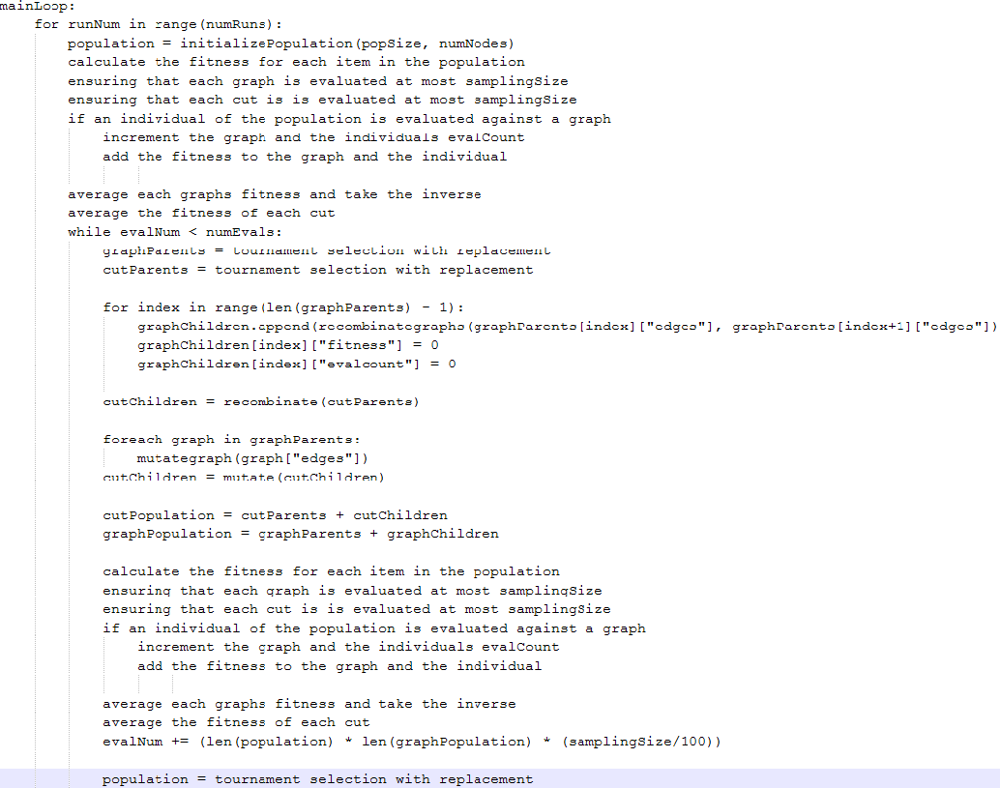 mainLoop:
for runNum in range(numRuns):
population = initializePopulation(popSize, numNodes)
calculate the fitness for each item in the population
ensuring that each graph is evaluated at most samplingSize
ensuring that each cut is is evaluated at most samplingSize
if an individual of the population is evaluated against a graph
increment the graph and the individuals evalCount
add the fitness to the graph and the individual
average each graphs fitness and take the inverse
average the fitness of each cut
while evalNum < numEvals:
graphParents = tournament selection with replacement
cutParents = tournament selection with replacement
for index in range(len(graphParents) - 1):
graphChildren.append(recombinategraphs(graphParents[index]["edges"], graphParents[index+1]["edges"])
graphChildren[index]["fitness"] = 0
graphChildren[index]["evalcount"] = 0
cutChildren = recombinate(cutParents)
foreach graph in graphParents:
mutategraph(graph["edges"])
cutChildren = mutate(cutChildren)
cutPopulation = cutParents + cutChildren
graphPopulation = graphParents + graphChildren
calculate the fitness for each item in the population
ensuring that each graph is evaluated at most samplingSize
ensuring that each cut is is evaluated at most samplingSize
if an individual of the population is evaluated against a graph
increment the graph and the individuals evalCount
add the fitness to the graph and the individual
average each graphs fitness and take the inverse
average the fitness of each cut
evalNum += (len(population) * len(graphPopulation) * (samplingSize/100))
population = tournament selection with replacement